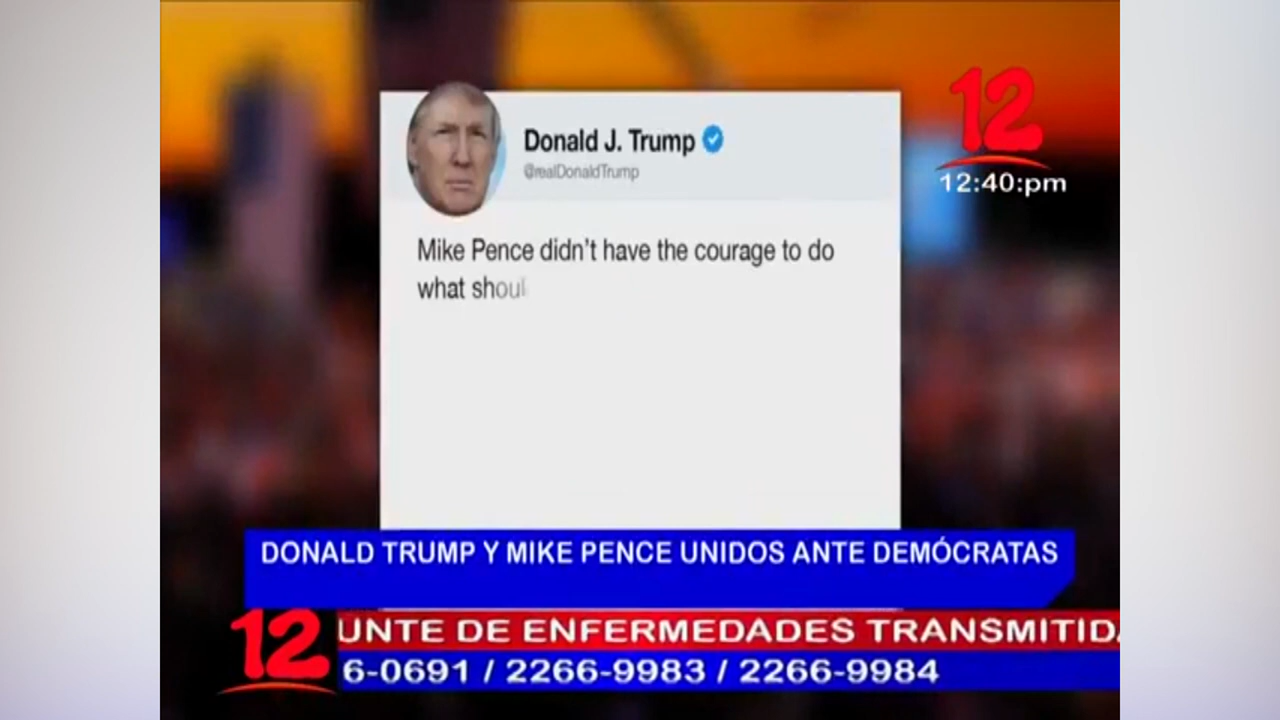 12
12:40:pm
Donald J. Trump
@realDonaldTrump
Mike Pence didn't have the courage to do
what shoul
DONALD TRUMP Y MIKE PENCE UNIDOS ANTE DEMÓCRATAS
12
UNTE DE ENFERMEDADES TRANSMITIDA
6-0691 / 2266-9983 / 2266-9984